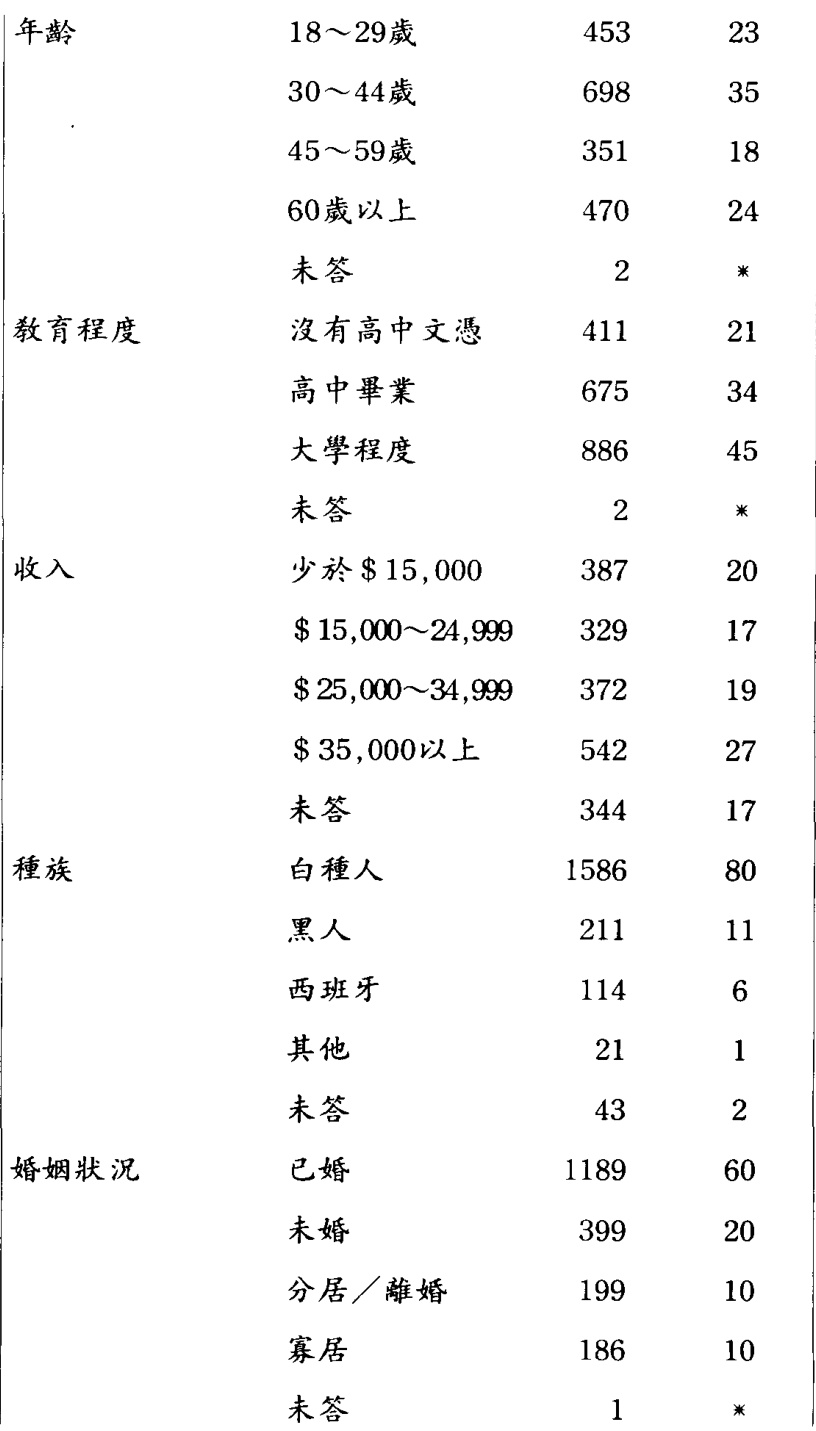 年齡 18～29歲 453 23
30～44歲 698 35
45～59歲 351 18
60歲以上 470 24
未答 2 *
教育程度 沒有高中文憑 411 21
高中畢業 675 34
大學程度 886 45
未答 2 *
收入 少於＄15,000 387 20
＄15,000～24,999 329 17
＄25,000～34,999 372 19
＄35,000以上 542 27
未答 344 17
種族 白種人 1586 80
黑人 211 11
西班牙 114 6
其他 21 1
未答 43 2
婚姻狀況 已婚 1189 60
未婚 399 20
分居／離婚 199 10
寡居 186 10
未答 1 *